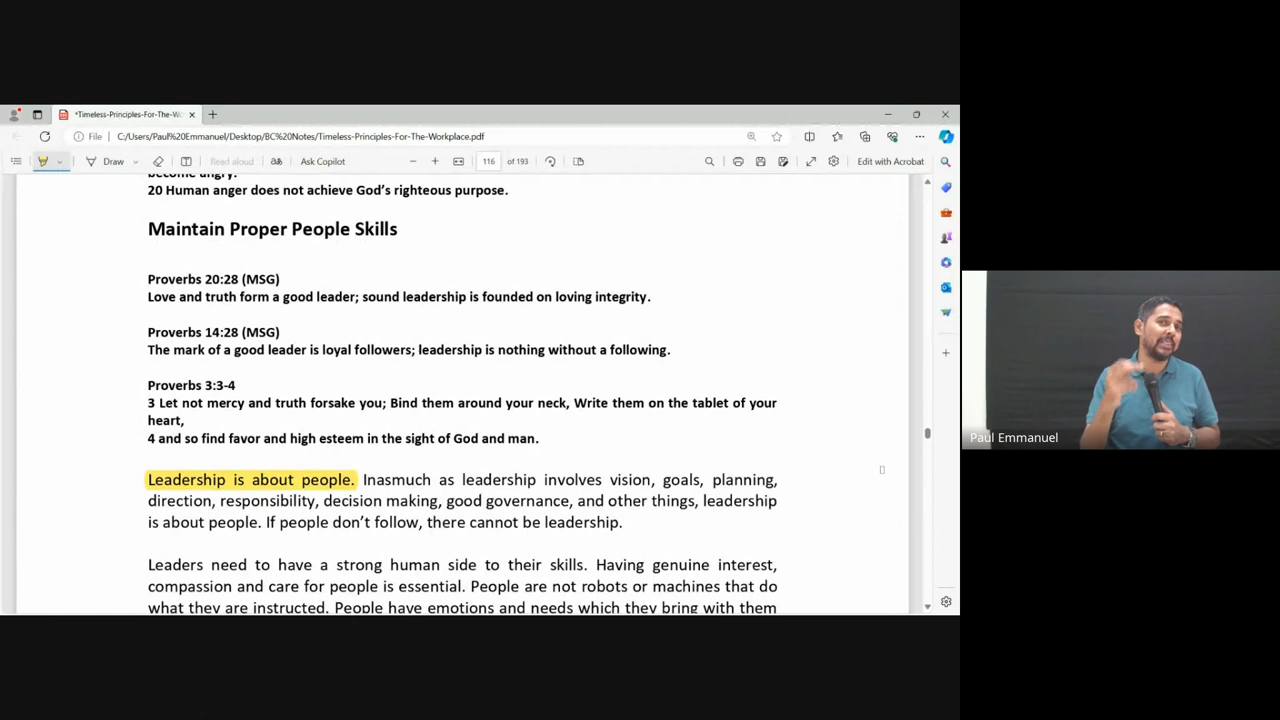 *Timeless-Principles-For-The-Wo
File C:/Users/Paul%20Emmanuel/Desktop/BC%20Notes/Timeless-Principles-For-The-Workplace.pdf
Draw Read aloud Ask Copilot 116 of 193 Edit with Acrobat
become angry.
20 Human anger does not achieve God's righteous purpose.
Maintain Proper People Skills
Proverbs 20:28 (MSG)
Love and truth form a good leader; sound leadership is founded on loving integrity.
Proverbs 14:28 (MSG)
The mark of a good leader is loyal followers; leadership is nothing without a following.
Proverbs 3:3-4
3 Let not mercy and truth forsake you; Bind them around your neck, Write them on the tablet of your
heart,
4 and so find favor and high esteem in the sight of God and man.
Leadership is about people. Inasmuch as leadership involves vision, goals, planning,
direction, responsibility, decision making, good governance, and other things, leadership
is about people. If people don't follow, there cannot be leadership.
Leaders need to have a strong human side to their skills. Having genuine interest,
compassion and care for people is essential. People are not robots or machines that do
what they are instructed. People have emotions and needs which they bring with them
Paul Emmanuel